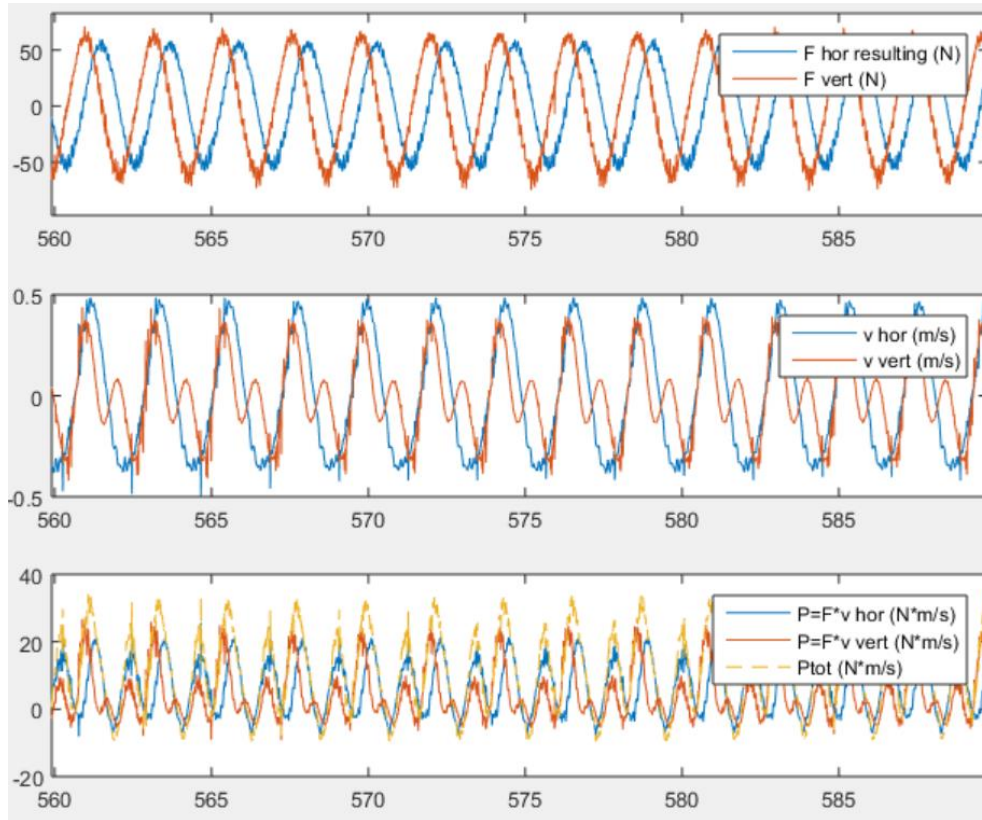 50
0
-50
F hor resulting (N)
F vert (N)
560 565 570 575 580 585
0.5
0
-0.5
v hor (m/s)
v vert (m/s)
560 565 570 575 580 585
40
20
0
-20
P=F*v hor (N*m/s)
P=F*v vert (N*m/s)
Ptot (N*m/s)
560 565 570 575 580 585